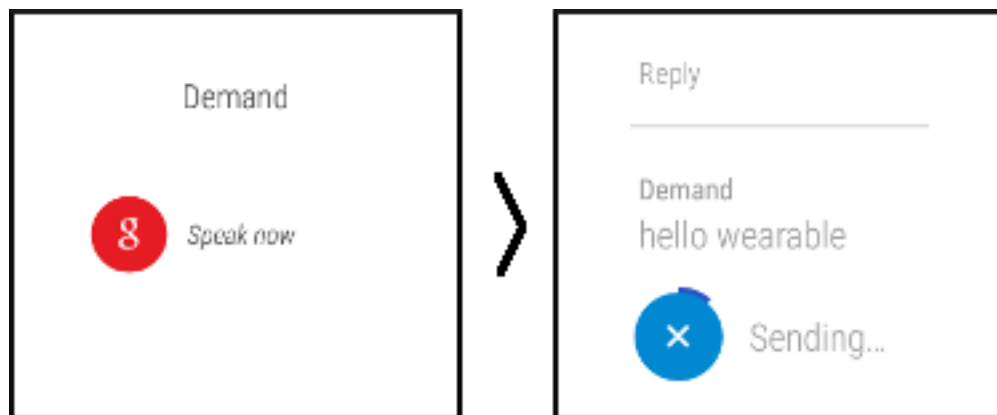 Demand
g Speak now
Reply
Demand
hello wearable
Sending...